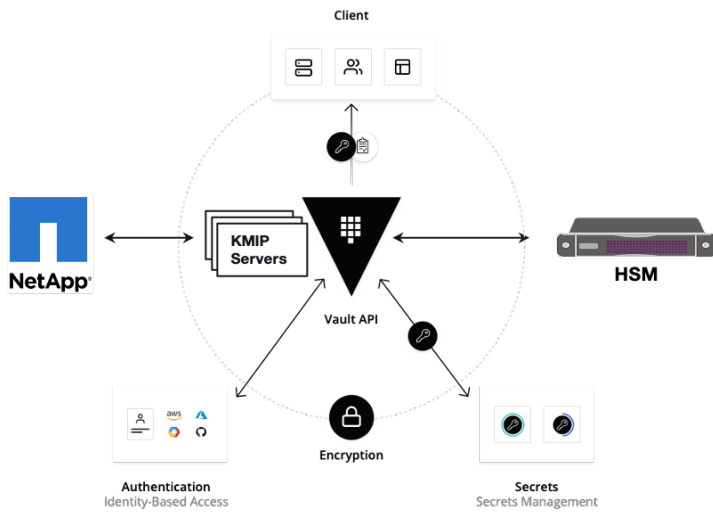 Client
KMIP
Servers
NetApp®
HSM
Vault API
aws
Encryption
Authentication
Identity-Based Access
Secrets
Secrets Management